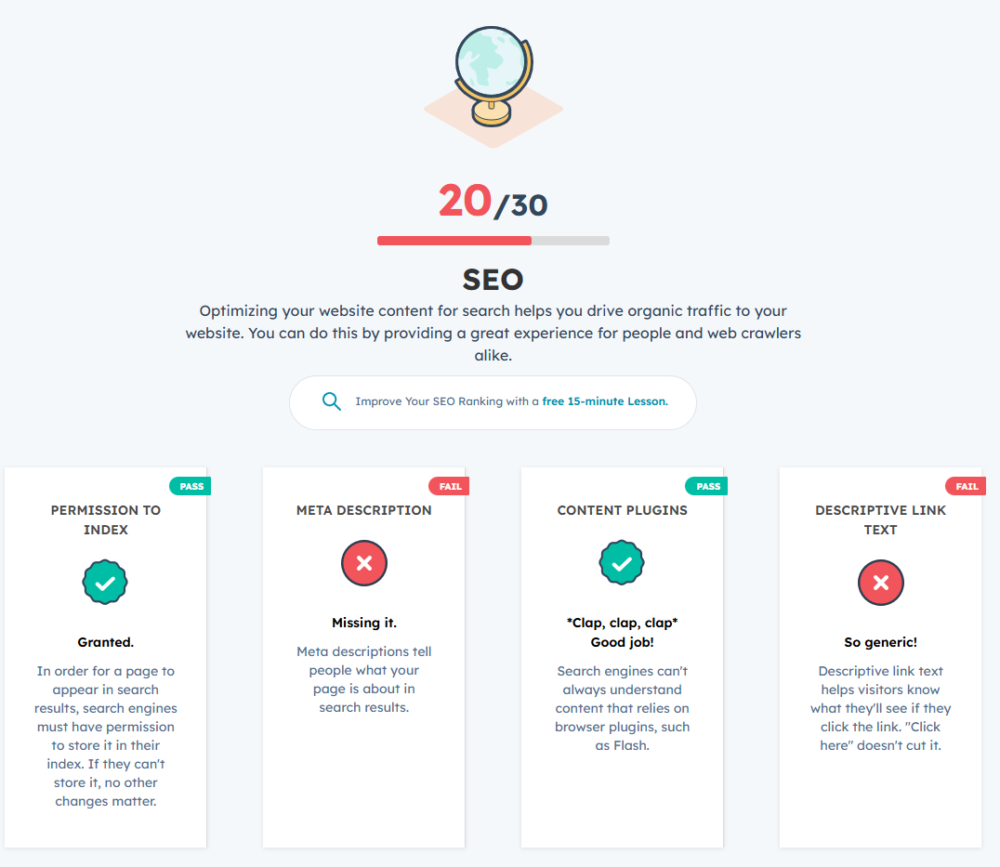 20/30
SEO
Optimizing your website content for search helps you drive organic traffic to your
website. You can do this by providing a great experience for people and web crawlers
alike.
Improve Your SEO Ranking with a free 15-minute Lesson.
PASS
PERMISSION TO
INDEX
Granted.
In order for a page to
appear in search
results, search engines
must have permission
to store it in their
index. If they can't
store it, no other
changes matter.
FAIL
META DESCRIPTION
Missing it.
Meta descriptions tell
people what your
page is about in
search results.
PASS
CONTENT PLUGINS
*Clap, clap, clap*
Good job!
Search engines can't
always understand
content that relies on
browser plugins, such
as Flash.
FAIL
DESCRIPTIVE LINK
TEXT
So generic!
Descriptive link text
helps visitors know
what they'll see if they
click the link. "Click
here" doesn't cut it.